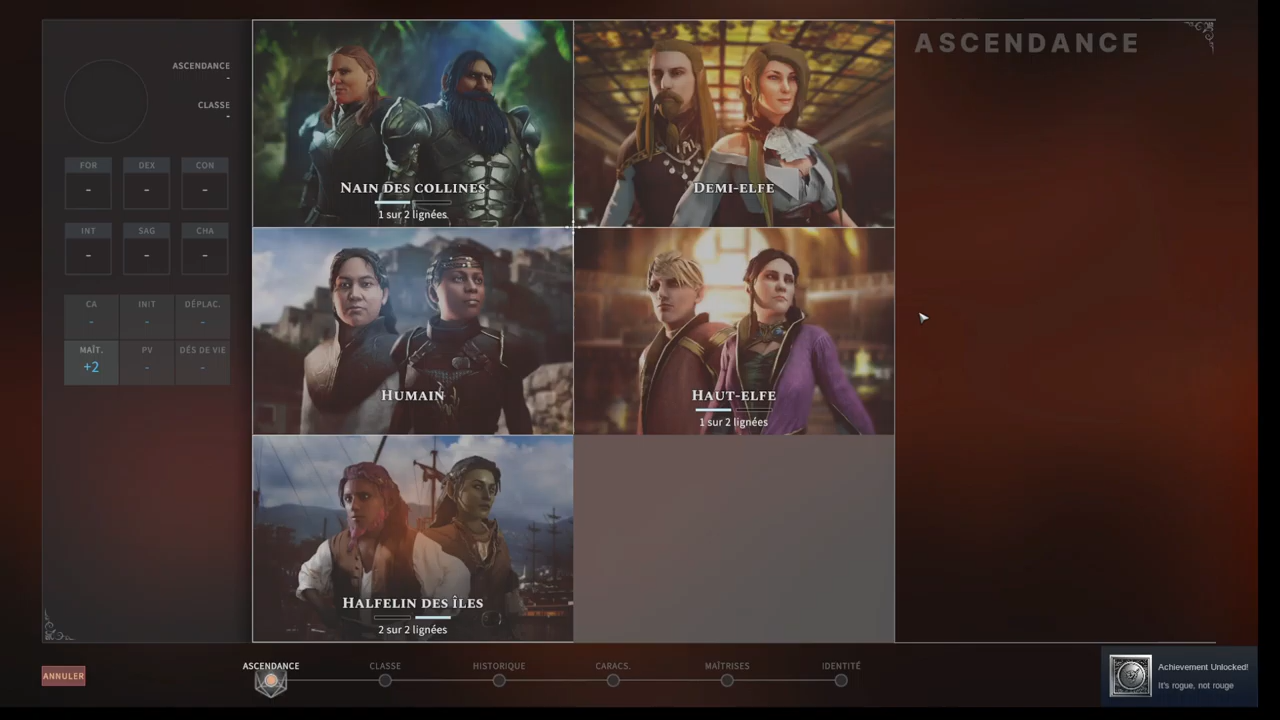 ASCENDANCE
-
CLASSE
-
FOR DEX CON
- - -
INT SAG CHA
- - -
CA INIT DÉPLAC.
- - -
MAÎT. PV DÉS DE VIE
+2 - -
NAIN DES COLLINES
1 sur 2 lignées
DEMI-ELFE
HUMAIN
HAUT-ELFE
1 sur 2 lignées
HALFELIN DES ÎLES
2 sur 2 lignées
ASCENDANCE
ANNULER
ASCENDANCE CLASSE HISTORIQUE CARACS. MAÎTRISES IDENTITÉ
Achievement Unlocked!
It's rogue, not rouge